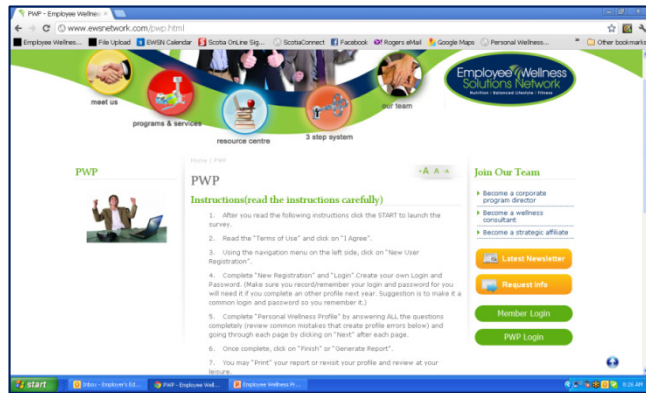 PWP - Employee Wellness
www.ewsnetwork.com/pwp.html
Employee Wellnes... File Upload EWSN Calendar Scotia OnLine Sig... ScotiaConnect Facebook Rogers eMail Google Maps Personal Wellness... » Other bookmarks
meet us
programs & services
resource centre
3 step system
our team
Employee Wellness
Solutions Network
Nutrition | Balanced Lifestyle | Fitness
Home | PWP
PWP
PWP
Instructions(read the instructions carefully)
1. After you read the following instructions click the START to launch the
survey.
2. Read the "Terms of Use" and click on "I Agree".
3. Using the navigation menu on the left side, click on "New User
Registration".
4. Complete "New Registration" and "Login".Create your own Login and
Password. (Make sure you record/remember your login and password for you
will need it if you complete an other profile next year. Suggestion is to make it a
common login and password so you remember it.)
5. Complete "Personal Wellness Profile" by answering ALL the questions
completely (review common mistakes that create profile errors below) and
going through each page by clicking on "Next" after each page.
6. Once complete, click on "Finish" or "Generate Report".
7. You may "Print" your report or revisit your profile and review at your
leisure.
-A A -A
Join Our Team
Become a corporate
program director
Become a wellness
consultant
Become a strategic affiliate
Latest Newsletter
Request info
Member Login
PWP Login
start
Inbox - Employer's Ed...
PWP - Employee Well...
Employee Wellness Pr...
8:26 AM